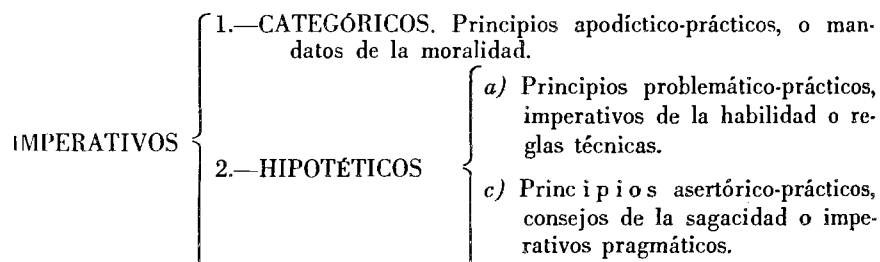 1.—CATEGÓRICOS. Principios apodíctico-prácticos, o man-
datos de la moralidad.
IMPERATIVOS
2.—HIPOTÉTICOS
a) Principios problemático-prácticos,
imperativos de la habilidad o re-
glas técnicas.
c) Principios asertórico-prácticos,
consejos de la sagacidad o impe-
rativos pragmáticos.